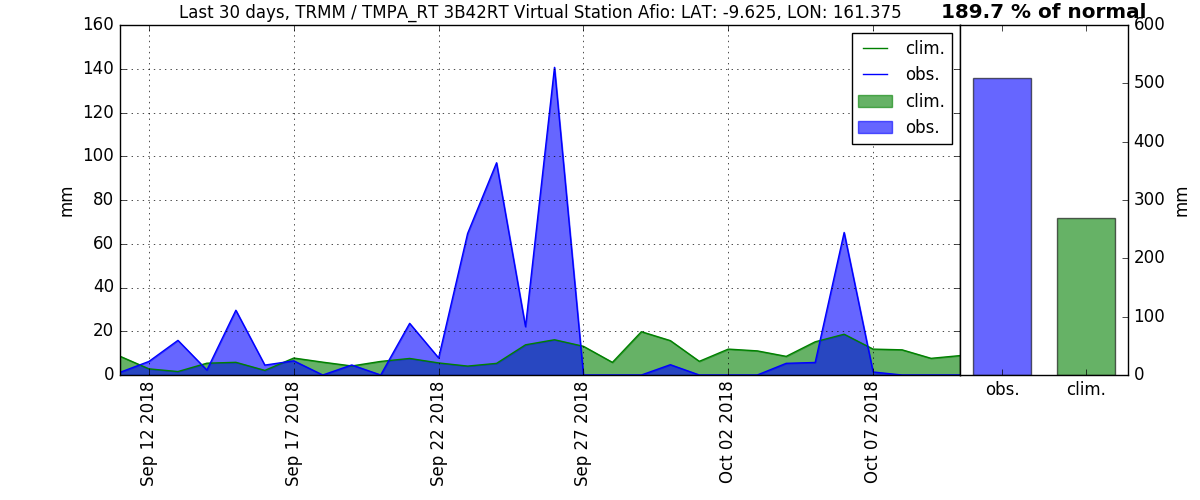 Last 30 days, TRMM / TMPA_RT 3B42RT Virtual Station Afio: LAT: -9.625, LON: 161.375
189.7 % of normal
160
140
120
100
80
60
40
20
0
mm
clim.
obs.
clim.
obs.
Sep 12 2018
Sep 17 2018
Sep 22 2018
Sep 27 2018
Oct 02 2018
Oct 07 2018
600
500
400
300
200
100
0
mm
obs.
clim.